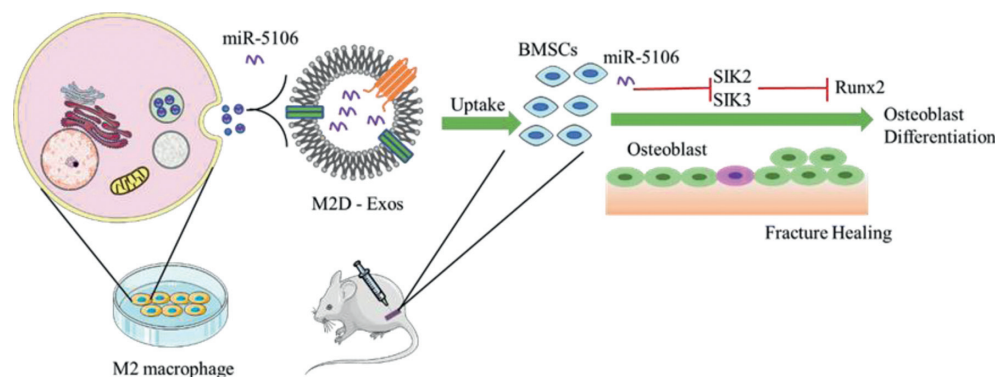 miR-5106
M2D - Exos
M2 macrophage
Uptake
BMSCs
miR-5106
SIK2
SIK3
Runx2
Osteoblast
Differentiation
Osteoblast
Fracture Healing